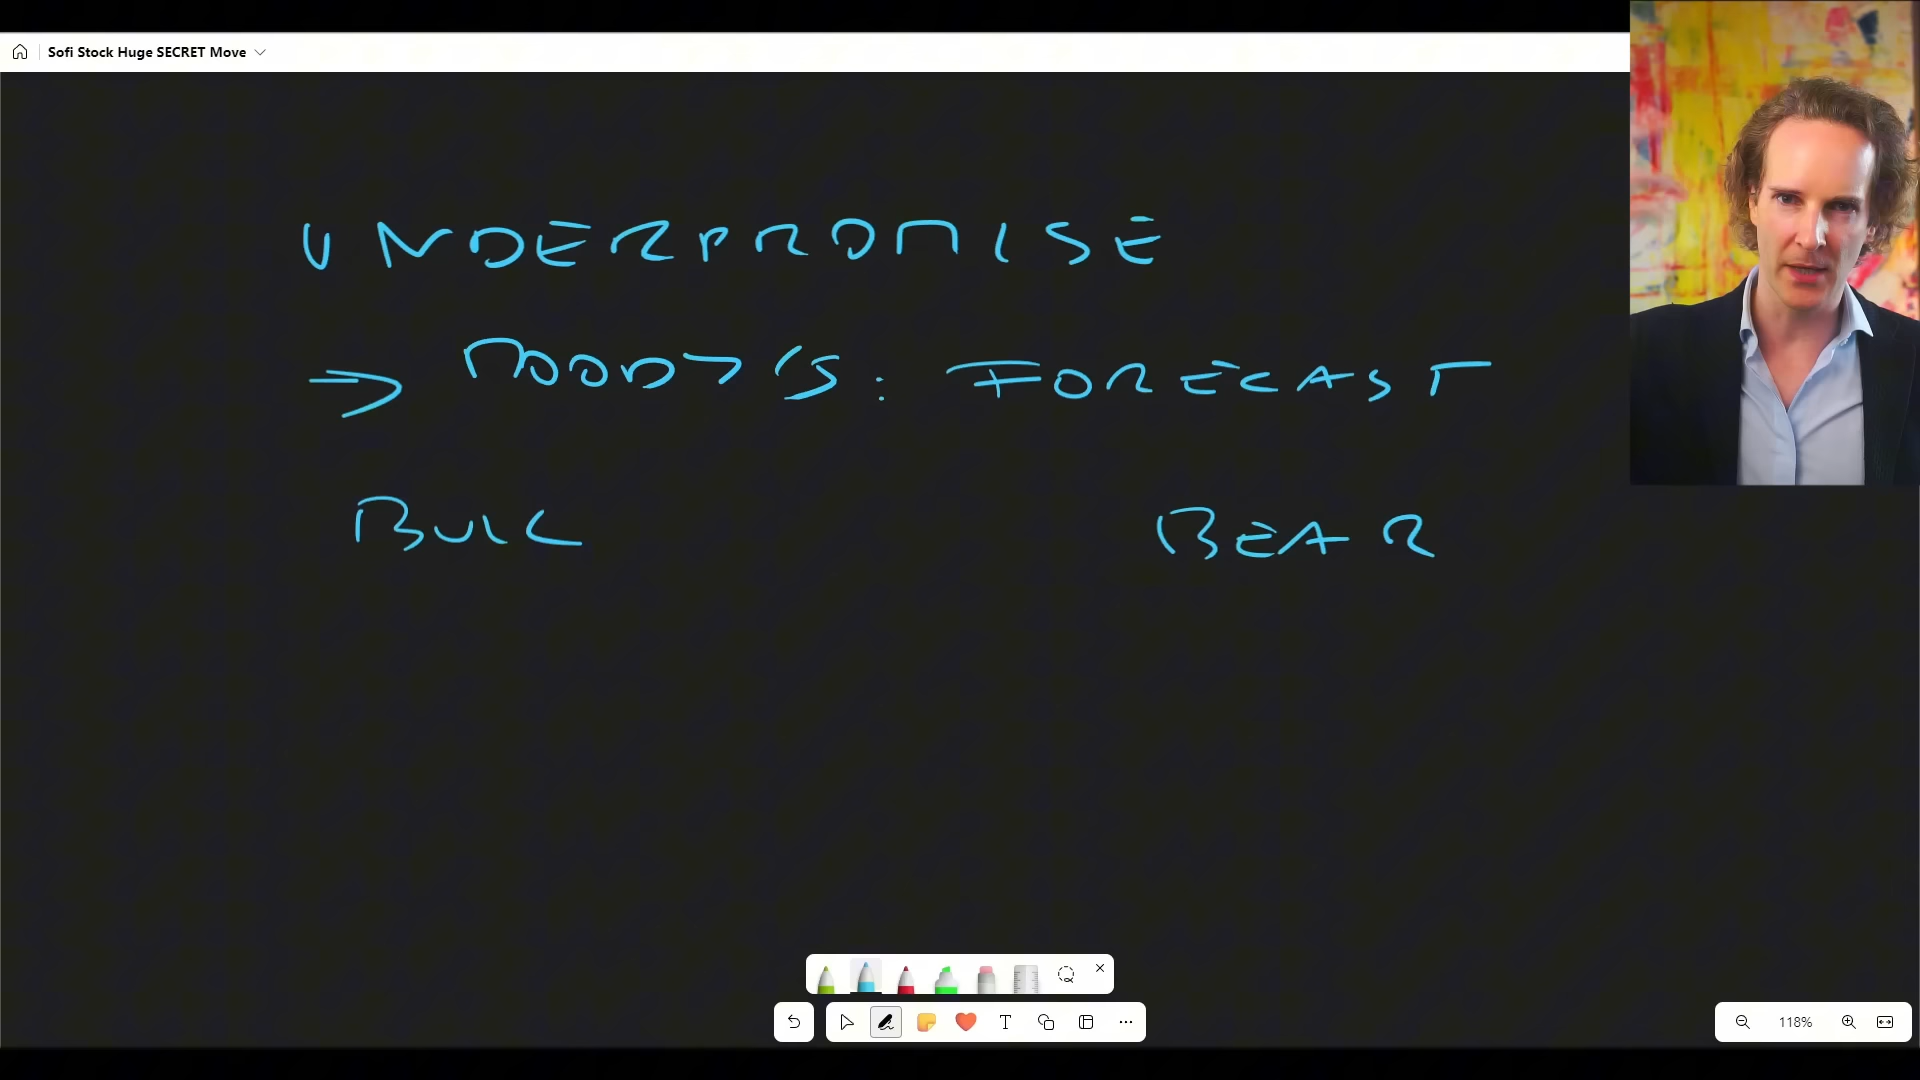 Sofi Stock Huge SECRET Move
UNDERPROMISE
⇒ MOODY'S: FORECAST
BULL BEAR
T
118%